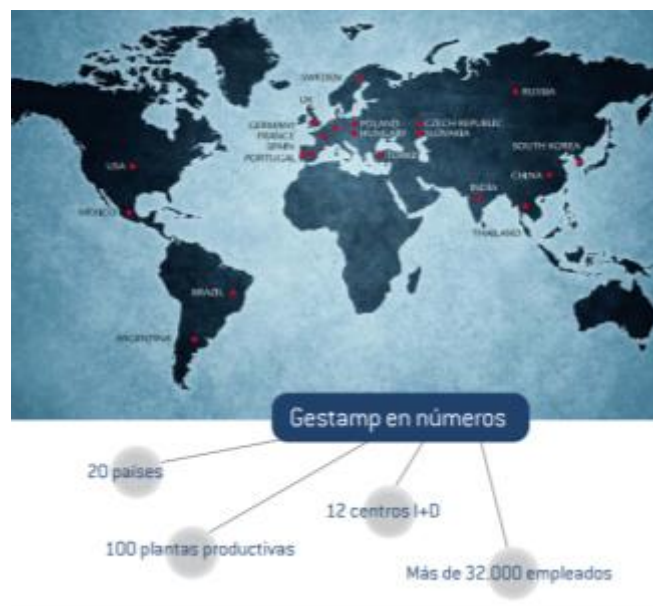 SWEDEN
RUSSIA
UK
GERMANY
POLAND
CZECH REPUBLIC
FRANCE
HUNGARY
SLOVAKIA
SPAIN
PORTUGAL
SOUTH KOREA
USA
CHINA
INDIA
MEXICO
THAILAND
BRAZIL
ARGENTINA
Gestamp en números
20 países
12 centros I+D
100 plantas productivas
Más de 32.000 empleados